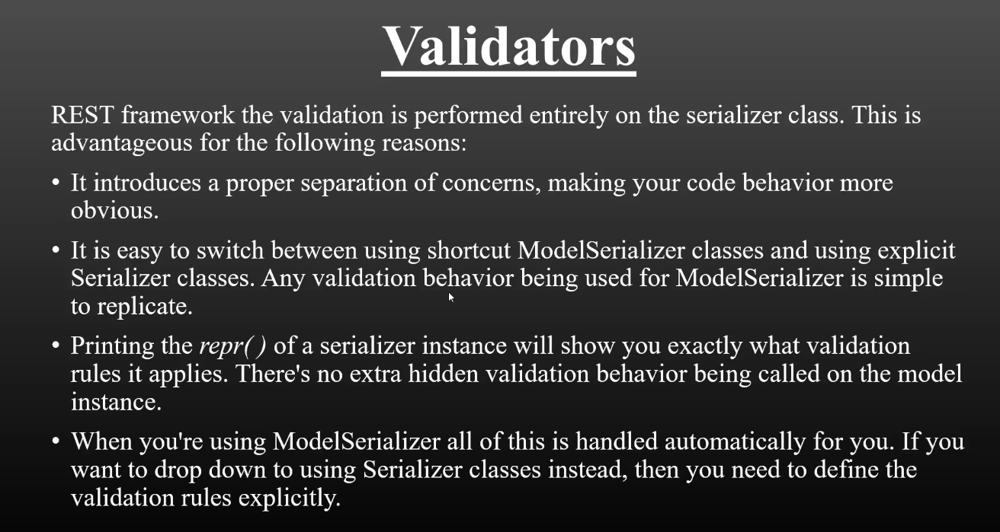 Validators
REST framework the validation is performed entirely on the serializer class. This is
advantageous for the following reasons:
• It introduces a proper separation of concerns, making your code behavior more
obvious.
• It is easy to switch between using shortcut ModelSerializer classes and using explicit
Serializer classes. Any validation behavior being used for ModelSerializer is simple
to replicate.
• Printing the repr( ) of a serializer instance will show you exactly what validation
rules it applies. There's no extra hidden validation behavior being called on the model
instance.
• When you're using ModelSerializer all of this is handled automatically for you. If you
want to drop down to using Serializer classes instead, then you need to define the
validation rules explicitly.